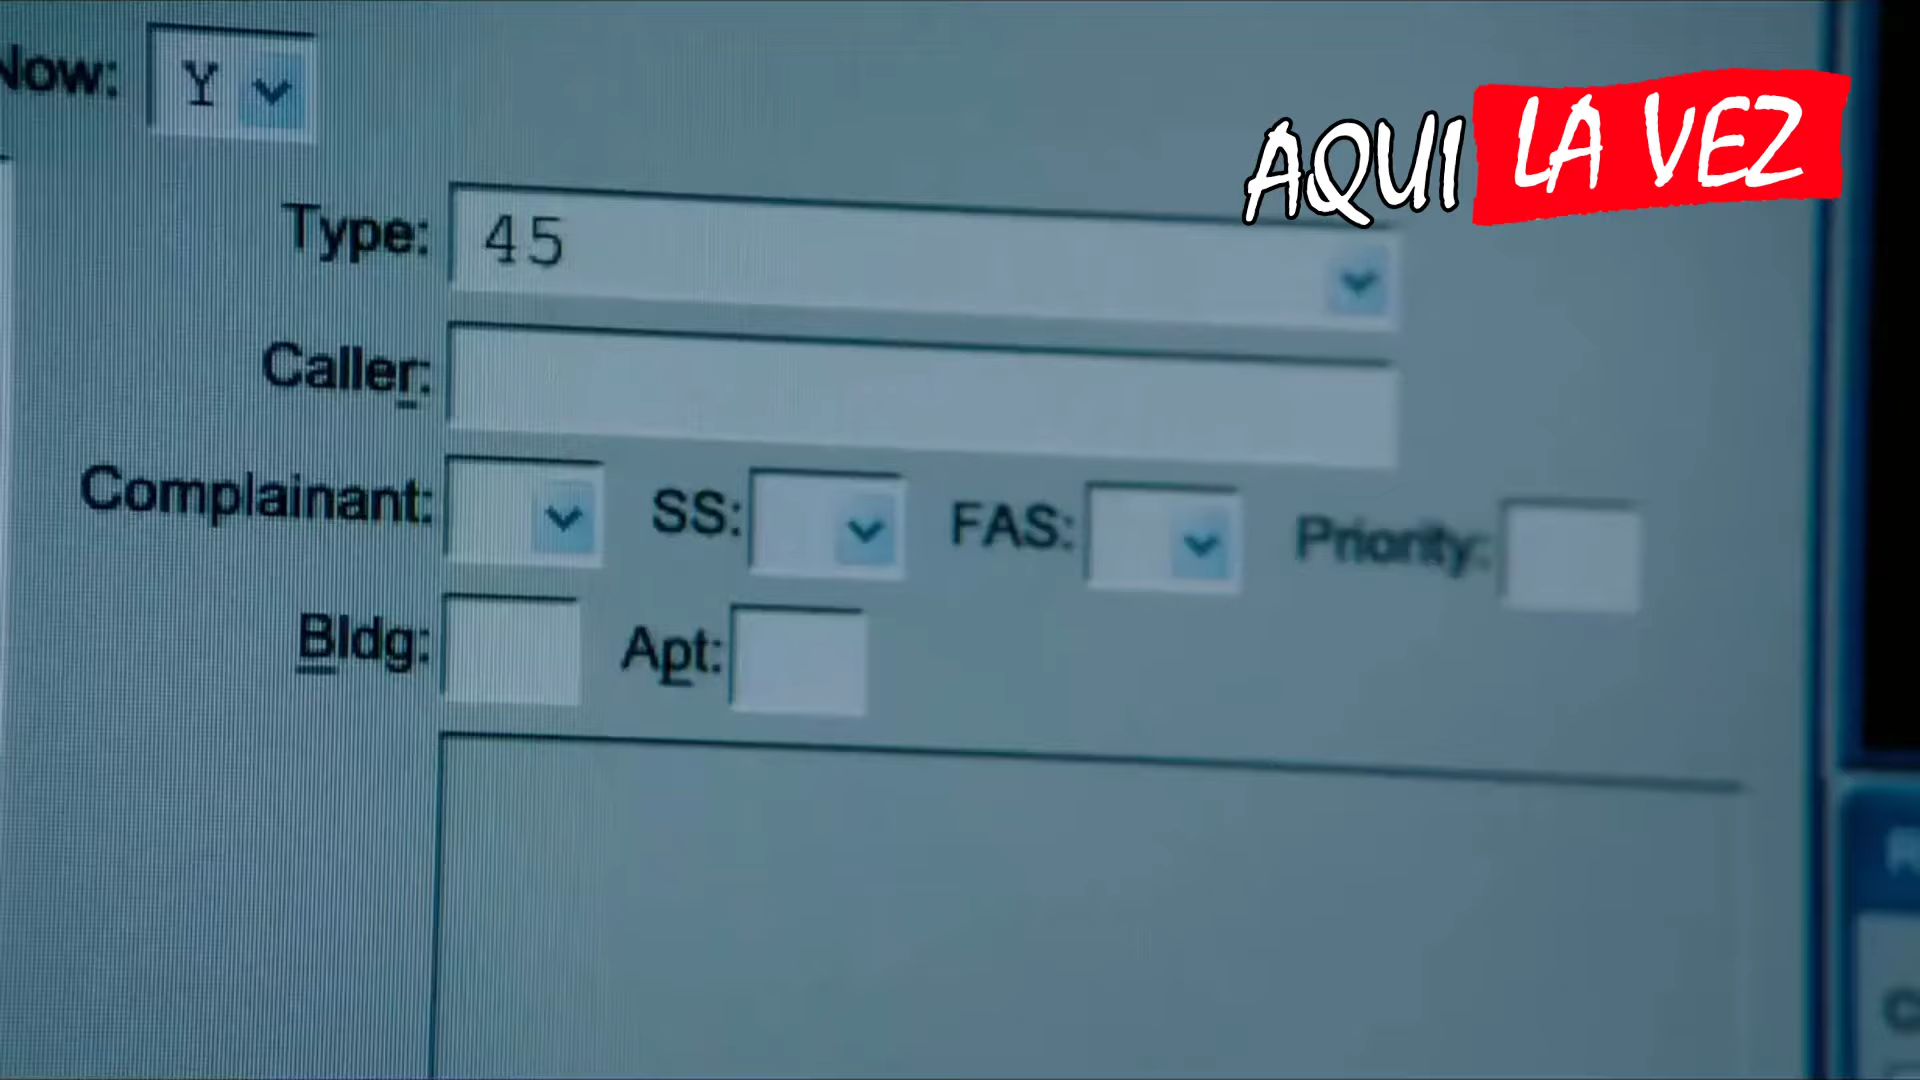 Now: Y
AQUI LA VEZ
Type: 45
Caller:
Complainant: SS: FAS: Priority:
Bldg: Apt: